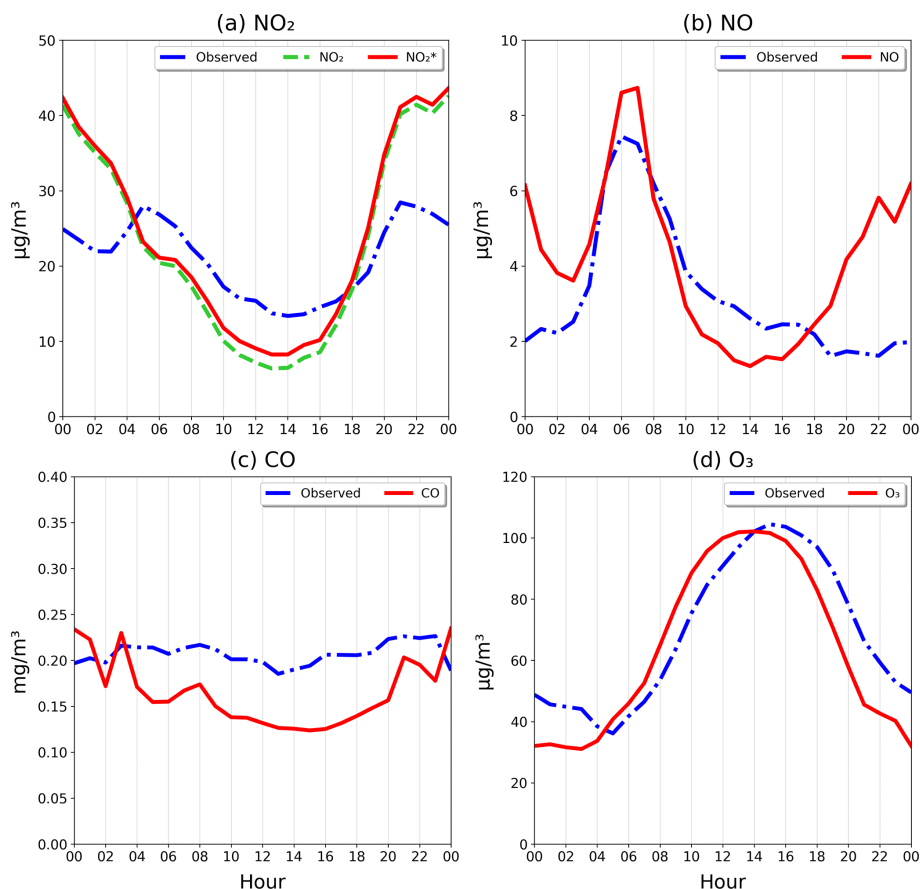 (a) NO₂
µg/m³
50
40
30
20
10
0
Observed NO₂ NO₂*
00 02 04 06 08 10 12 14 16 18 20 22 00
(b) NO
µg/m³
10
8
6
4
2
0
Observed NO
00 02 04 06 08 10 12 14 16 18 20 22 00
(c) CO
mg/m³
0.40
0.35
0.30
0.25
0.20
0.15
0.10
0.05
0.00
Observed CO
00 02 04 06 08 10 12 14 16 18 20 22 00
Hour
(d) O₃
µg/m³
120
100
80
60
40
20
0
Observed O₃
00 02 04 06 08 10 12 14 16 18 20 22 00
Hour